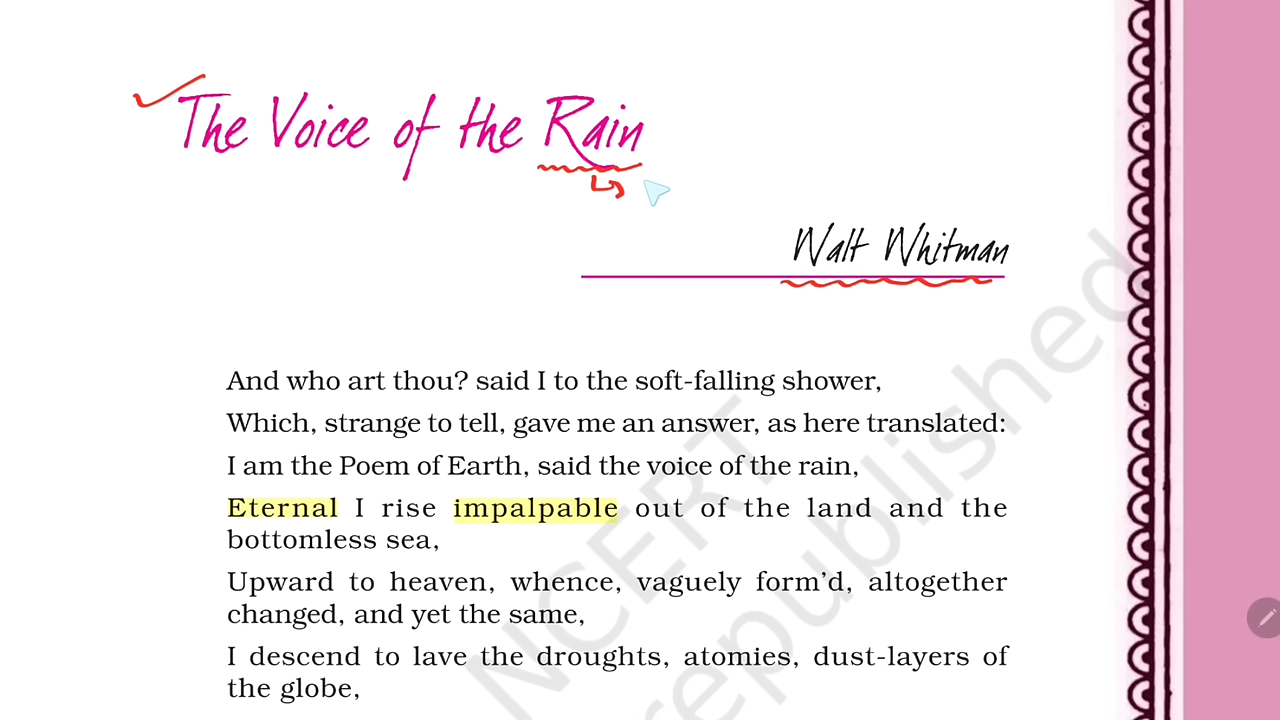 The Voice of the Rain
Walt Whitman
And who art thou? said I to the soft-falling shower,
Which, strange to tell, gave me an answer, as here translated:
I am the Poem of Earth, said the voice of the rain,
Eternal I rise impalpable out of the land and the
bottomless sea,
Upward to heaven, whence, vaguely form’d, altogether
changed, and yet the same,
I descend to lave the droughts, atomies, dust-layers of
the globe,
NCERT
republished